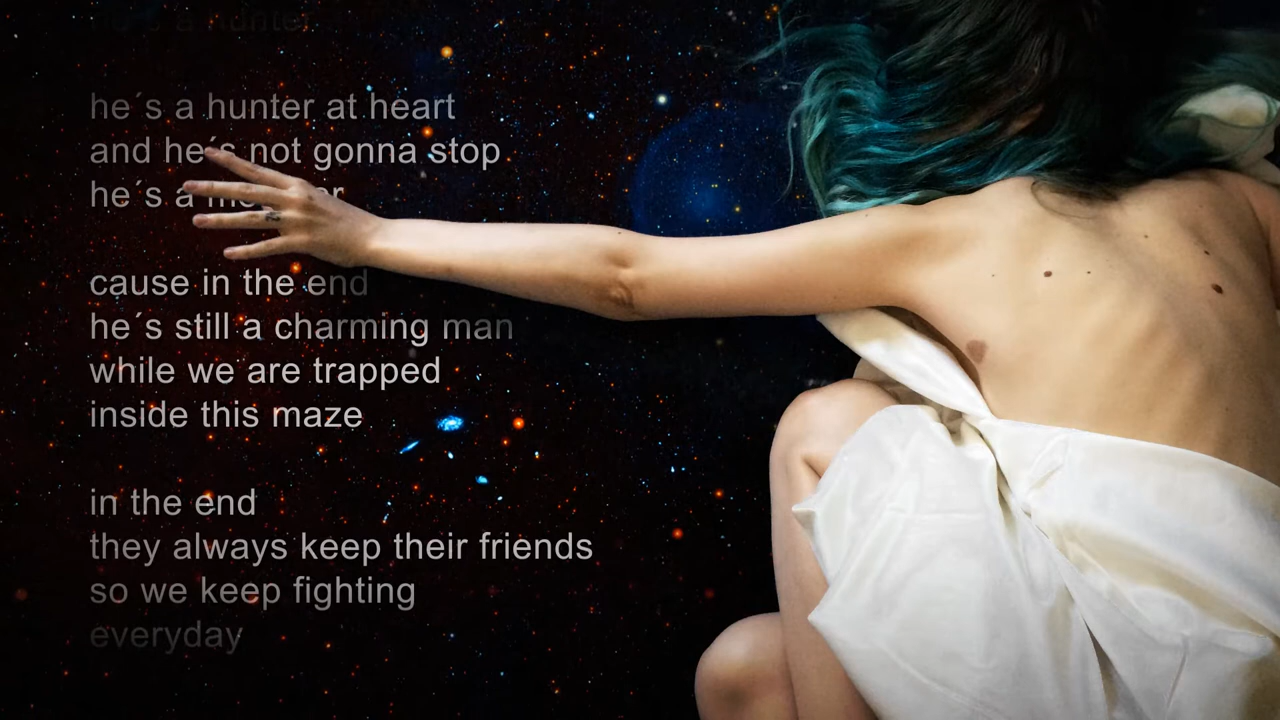 he´s a hunter
he´s a hunter at heart
and he´s not gonna stop
he´s a
cause in the end
he´s still a charming man
while we are trapped
inside this maze
in the end
they always keep their friends
so we keep fighting
everyday